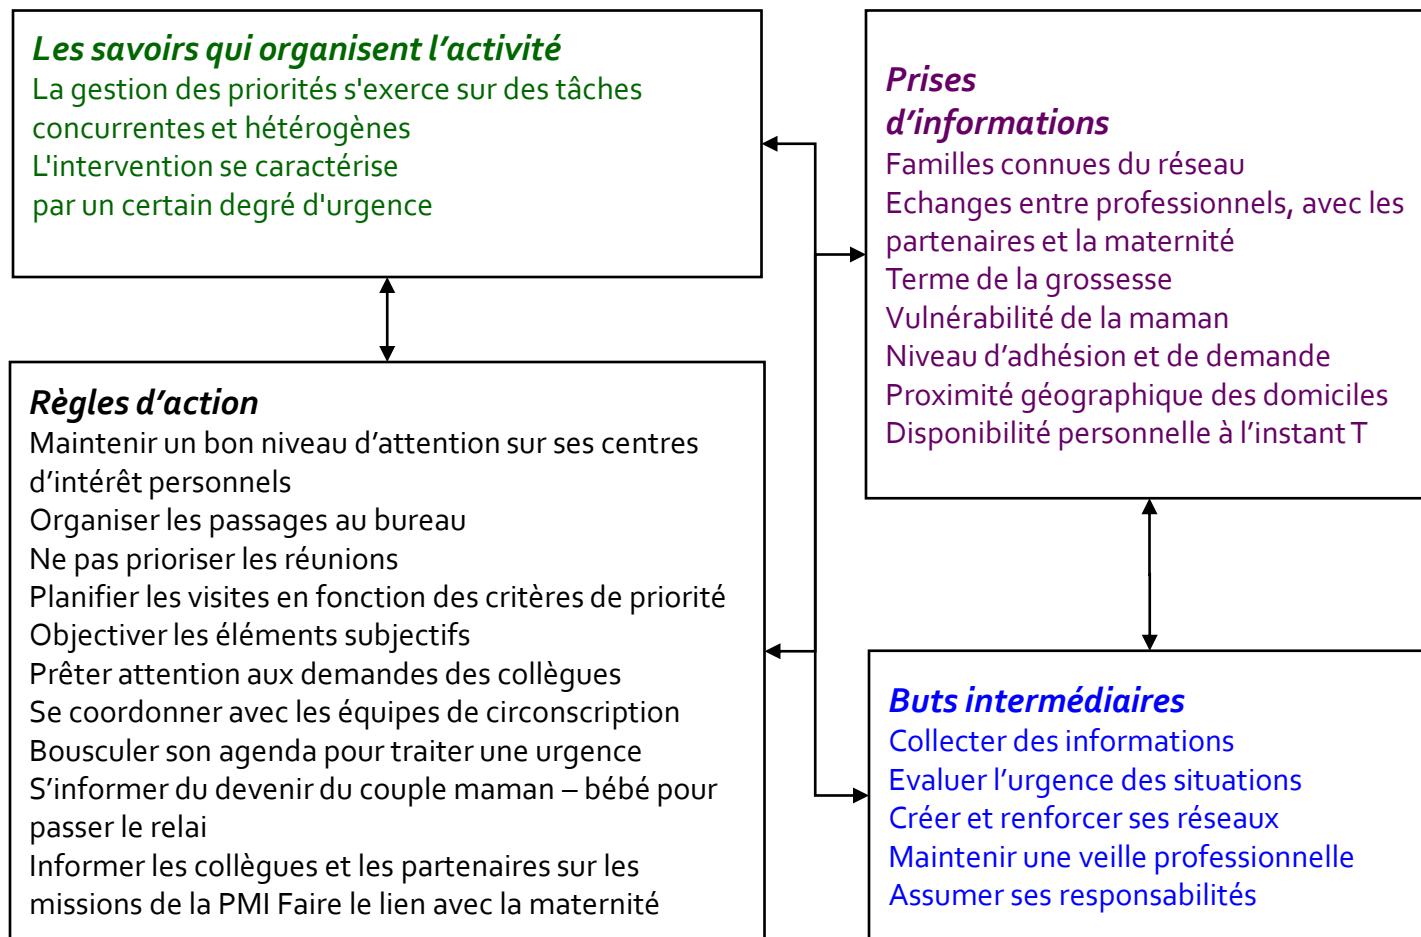 Les savoirs qui organisent l’activité
La gestion des priorités s'exerce sur des tâches
concurrentes et hétérogènes
L'intervention se caractérise
par un certain degré d'urgence
Prises
d’informations
Familles connues du réseau
Echanges entre professionnels, avec les
partenaires et la maternité
Terme de la grossesse
Vulnérabilité de la maman
Niveau d’adhésion et de demande
Proximité géographique des domiciles
Disponibilité personnelle à l’instant T
Règles d’action
Maintenir un bon niveau d’attention sur ses centres
d’intérêt personnels
Organiser les passages au bureau
Ne pas prioriser les réunions
Planifier les visites en fonction des critères de priorité
Objectiver les éléments subjectifs
Prêter attention aux demandes des collègues
Se coordonner avec les équipes de circonscription
Bousculer son agenda pour traiter une urgence
S’informer du devenir du couple maman – bébé pour
passer le relai
Informer les collègues et les partenaires sur les
missions de la PMI Faire le lien avec la maternité
Buts intermédiaires
Collecter des informations
Evaluer l’urgence des situations
Créer et renforcer ses réseaux
Maintenir une veille professionnelle
Assumer ses responsabilités